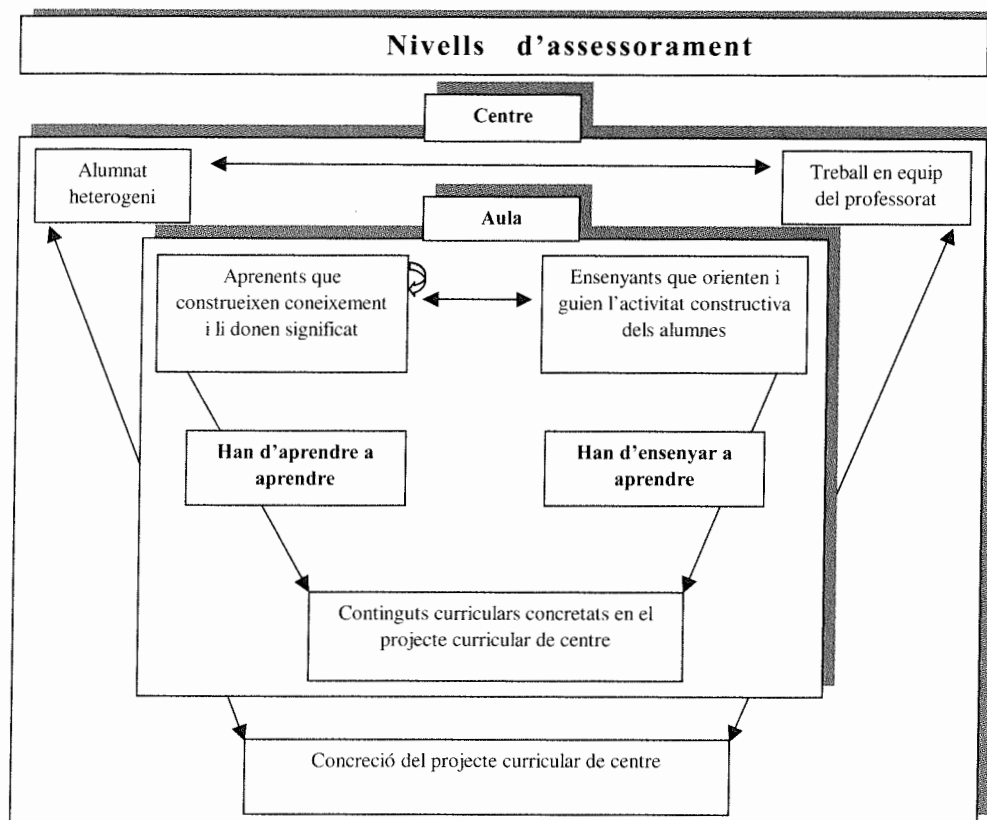 Nivells d'assessorament
Centre
Alumnat
heterogeni
Treball en equip
del professorat
Aula
Aprenents que
construeixen coneixement
i li donen significat
Ensenyants que orienten i
guien l'activitat constructiva
dels alumnes
Han d'aprendre a
aprendre
Han d'ensenyar a
aprendre
Continguts curriculars concretats en el
projecte curricular de centre
Concreció del projecte curricular de centre